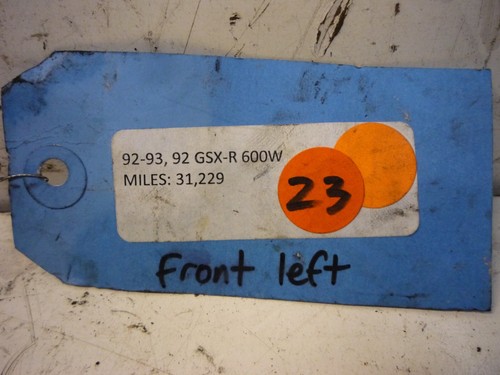 92-93, 92 GSX-R 600W
MILES: 31,229
23
Front left